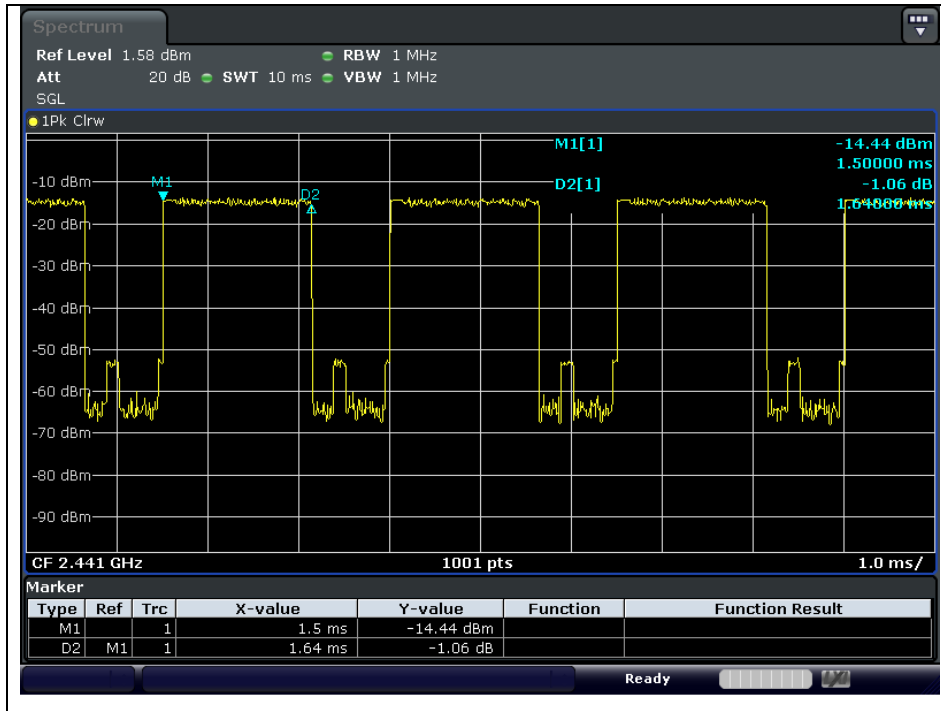 Spectrum
Ref Level 1.58 dBm RBW 1 MHz
Att 20 dB SWT 10 ms VBW 1 MHz
SGL
1Pk Clrw
M1[1] -14.44 dBm
1.50000 ms
D2[1] -1.06 dB
1.64000 ms
M1
D2
-10 dBm
-20 dBm
-30 dBm
-40 dBm
-50 dBm
-60 dBm
-70 dBm
-80 dBm
-90 dBm
CF 2.441 GHz 1001 pts 1.0 ms/
Marker
Type Ref Trc X-value Y-value Function Function Result
M1 1 1.5 ms -14.44 dBm
D2 M1 1 1.64 ms -1.06 dB
Ready